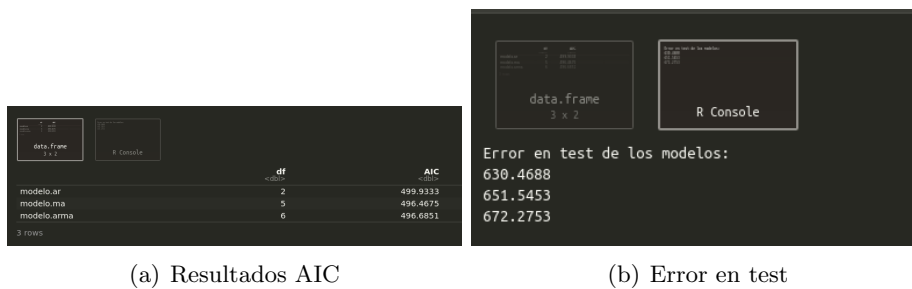 data.frame
3 x 2
R Console
df
<dbl>
AIC
<dbl>
modelo.ar 2 499.9333
modelo.ma 5 496.4675
modelo.arma 6 496.6851
3 rows
(a) Resultados AIC
data.frame
3 x 2
R Console
Error en test de los modelos:
630.4688
651.5453
672.2753
(b) Error en test